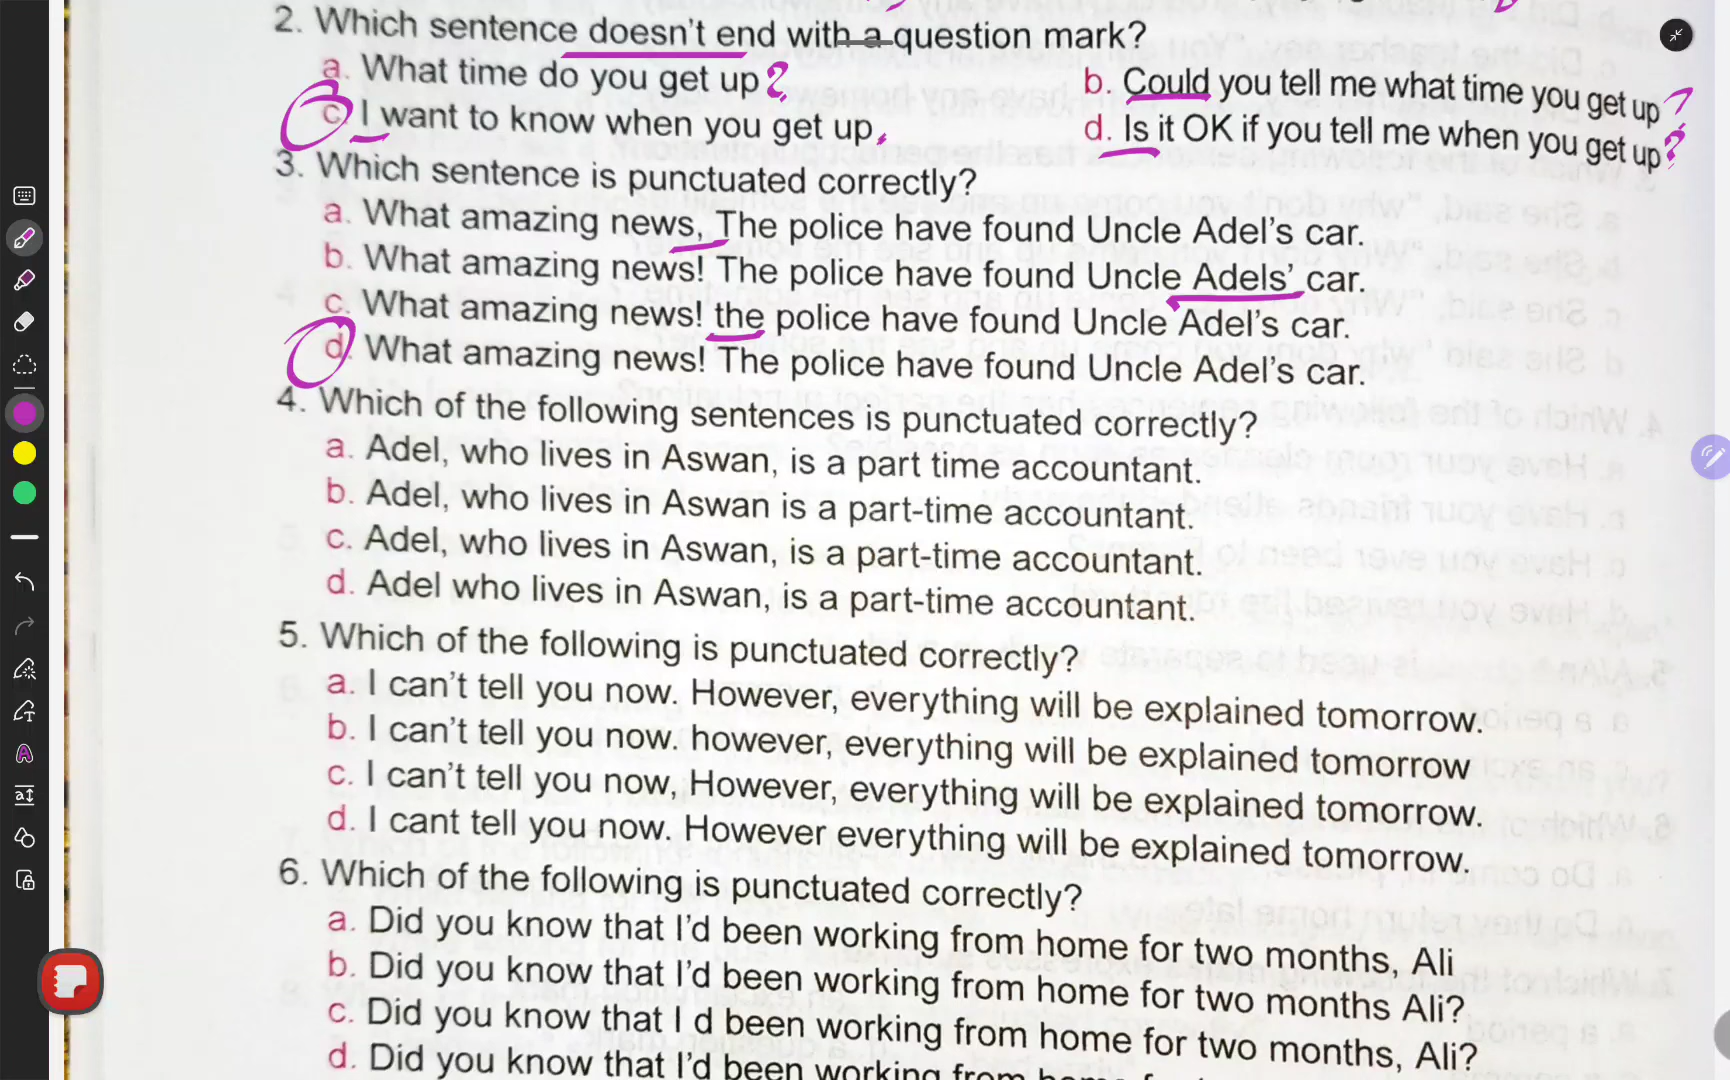 2. Which sentence doesn't end with a question mark?
a. What time do you get up?
b. Could you tell me what time you get up?
c. I want to know when you get up.
d. Is it OK if you tell me when you get up?
3. Which sentence is punctuated correctly?
a. What amazing news, The police have found Uncle Adel's car.
b. What amazing news! The police have found Uncle Adels' car.
c. What amazing news! the police have found Uncle Adel's car.
d. What amazing news! The police have found Uncle Adel's car.
4. Which of the following sentences is punctuated correctly?
a. Adel, who lives in Aswan, is a part time accountant.
b. Adel, who lives in Aswan is a part-time accountant.
c. Adel, who lives in Aswan, is a part-time accountant.
d. Adel who lives in Aswan, is a part-time accountant.
5. Which of the following is punctuated correctly?
a. I can't tell you now. However, everything will be explained tomorrow.
b. I can't tell you now. however, everything will be explained tomorrow
c. I can't tell you now, However, everything will be explained tomorrow.
d. I cant tell you now. However everything will be explained tomorrow.
6. Which of the following is punctuated correctly?
a. Did you know that I'd been working from home for two months, Ali
b. Did you know that I'd been working from home for two months Ali?
c. Did you know that I d been working from home for two months, Ali?
d. Did you know that I'd been working from home for